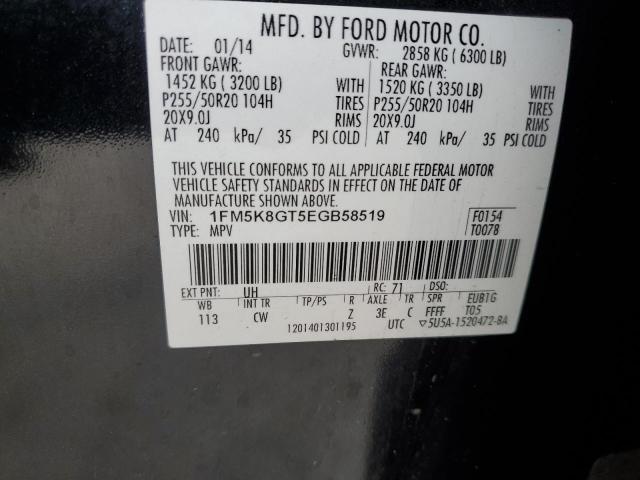 MFD. BY FORD MOTOR CO.
DATE: 01/14 GVWR: 2858 KG ( 6300 LB)
FRONT GAWR: REAR GAWR:
1452 KG ( 3200 LB) WITH 1520 KG ( 3350 LB) WITH
P255/50R20 104H TIRES P255/50R20 104H TIRES
20X9.0J RIMS 20X9.0J RIMS
AT 240 kPa/ 35 PSI COLD AT 240 kPa/ 35 PSI COLD
THIS VEHICLE CONFORMS TO ALL APPLICABLE FEDERAL MOTOR
VEHICLE SAFETY STANDARDS IN EFFECT ON THE DATE OF
MANUFACTURE SHOWN ABOVE.
VIN: 1FM5K8GT5EGB58519 F0154
TYPE: MPV T0078
EXT PNT: UH RC: 71 DSO:
WB INT TR TP/PS R AXLE TR SPR EUB1G
113 CW Z 3E C FFFF T05
1201401301195 UTC ▽5U5A-1520472-BA